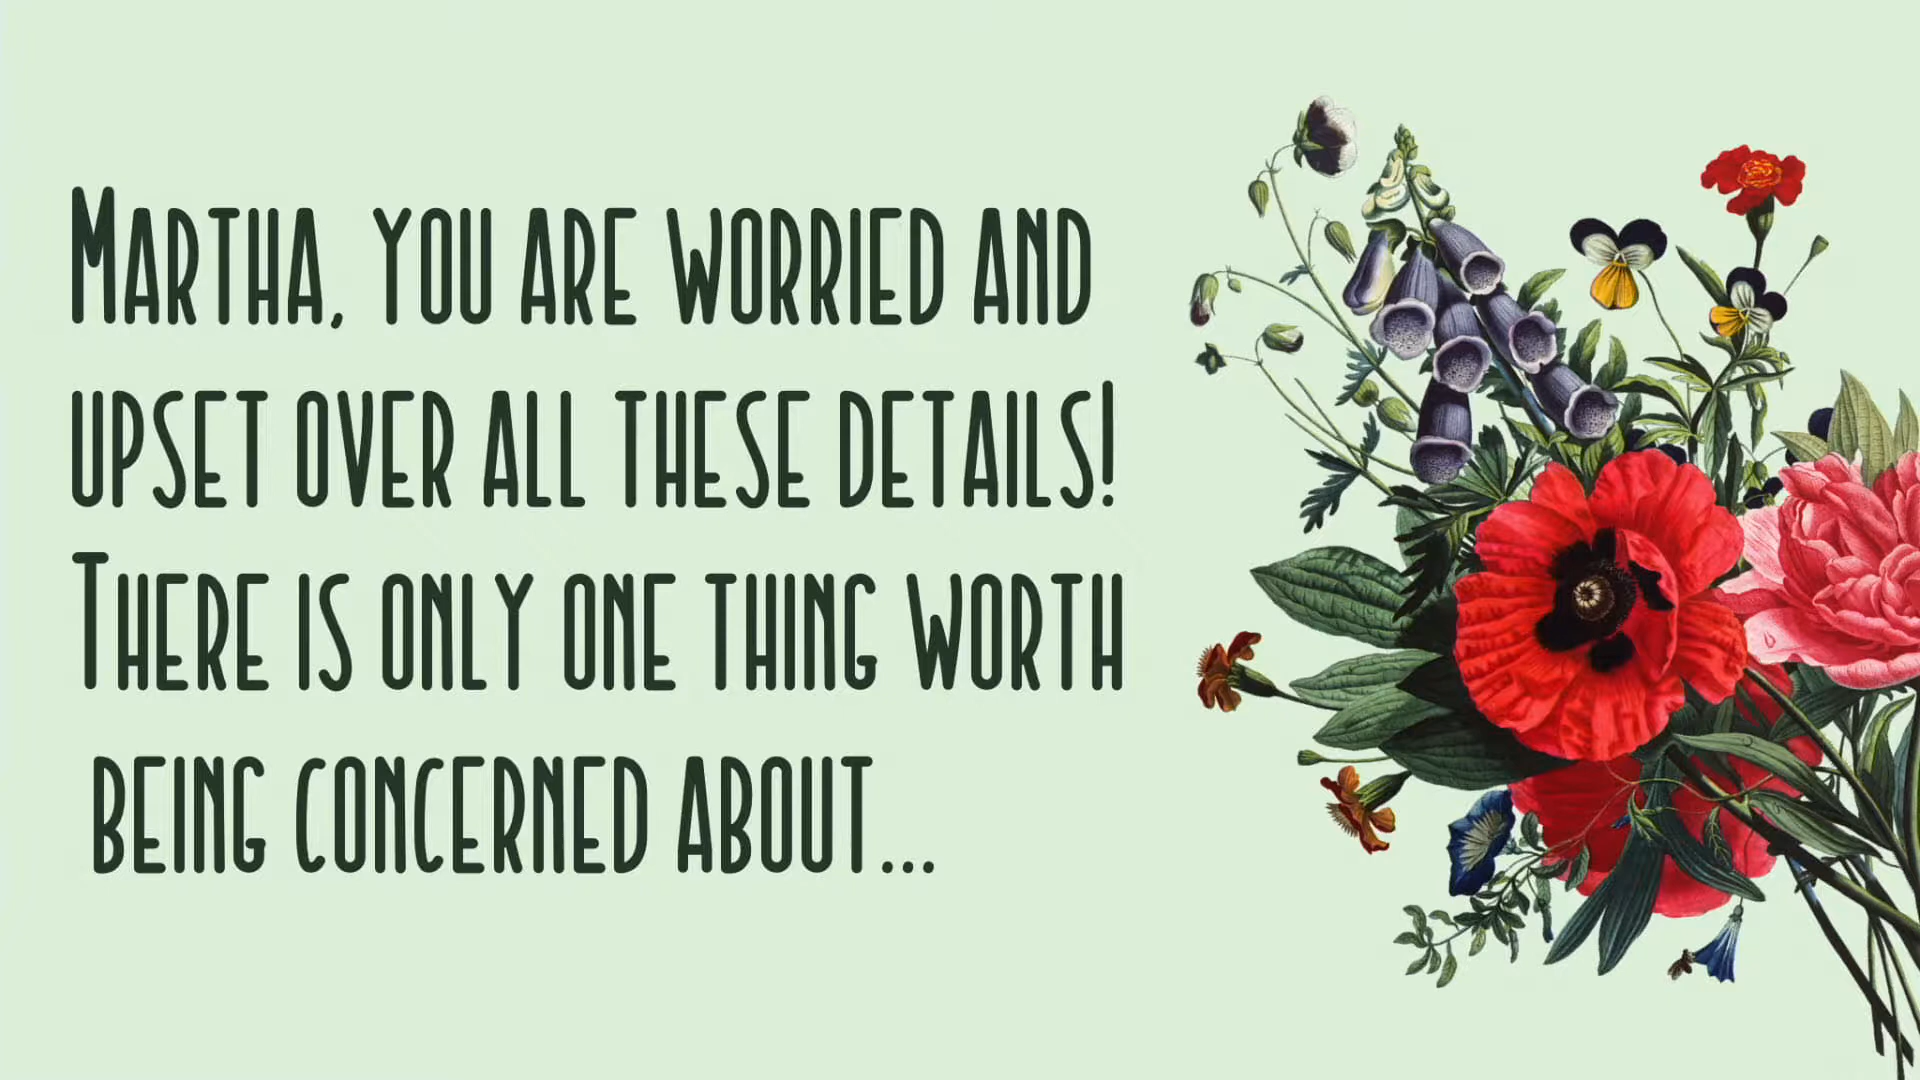 Martha, you are worried and
upset over all these details!
There is only one thing worth
being concerned about...